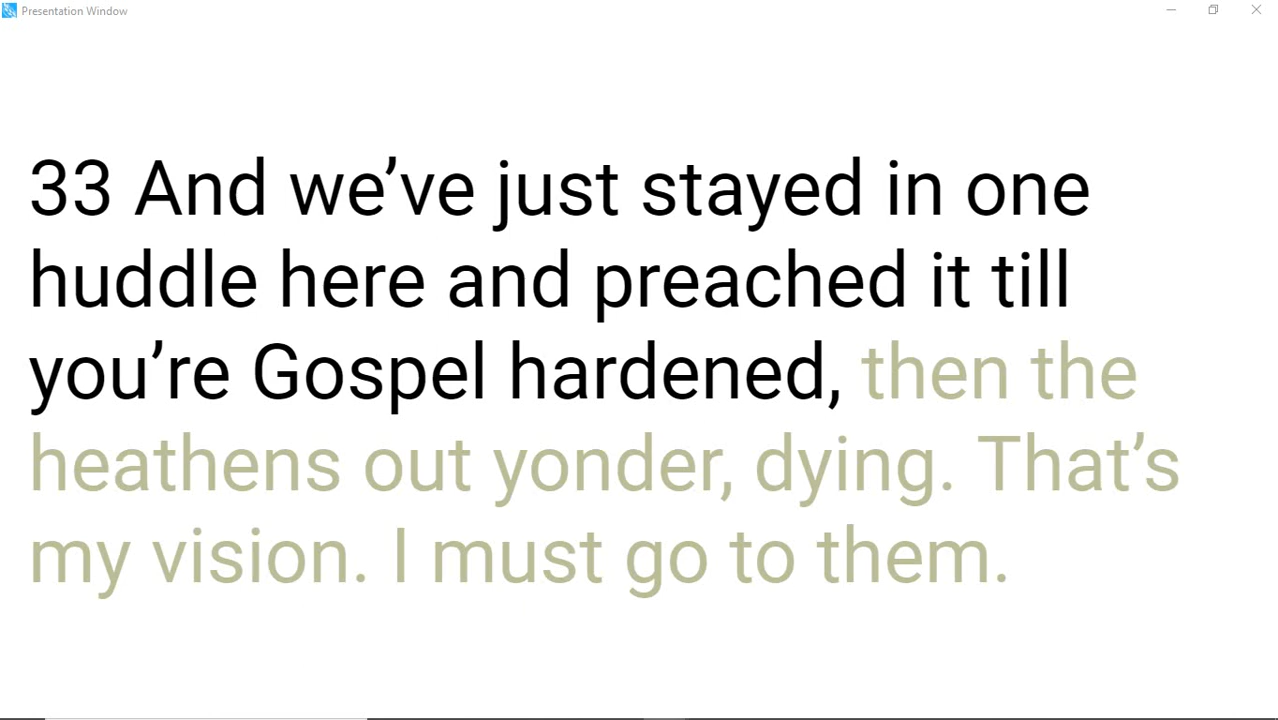 Presentation Window
33 And we’ve just stayed in one
huddle here and preached it till
you’re Gospel hardened, then the
heathens out yonder, dying. That’s
my vision. I must go to them.